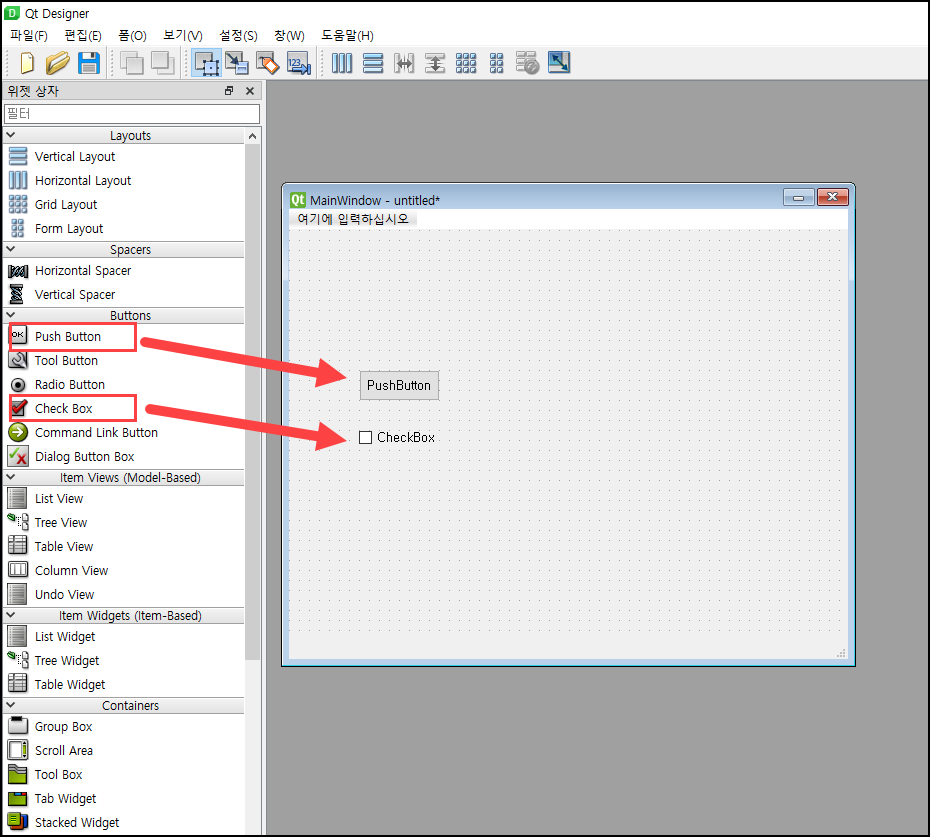 Qt Designer
파일(F) 편집(E) 폼(O) 보기(V) 설정(S) 창(W) 도움말(H)
위젯 상자
필터
Layouts
Vertical Layout
Horizontal Layout
Grid Layout
Form Layout
Spacers
Horizontal Spacer
Vertical Spacer
Buttons
OK Push Button
Tool Button
Radio Button
Check Box
Command Link Button
Dialog Button Box
Item Views (Model-Based)
List View
Tree View
Table View
Column View
Undo View
Item Widgets (Item-Based)
List Widget
Tree Widget
Table Widget
Containers
Group Box
Scroll Area
Tool Box
Tab Widget
Stacked Widget
Qt MainWindow - untitled*
여기에 입력하십시오
PushButton
CheckBox